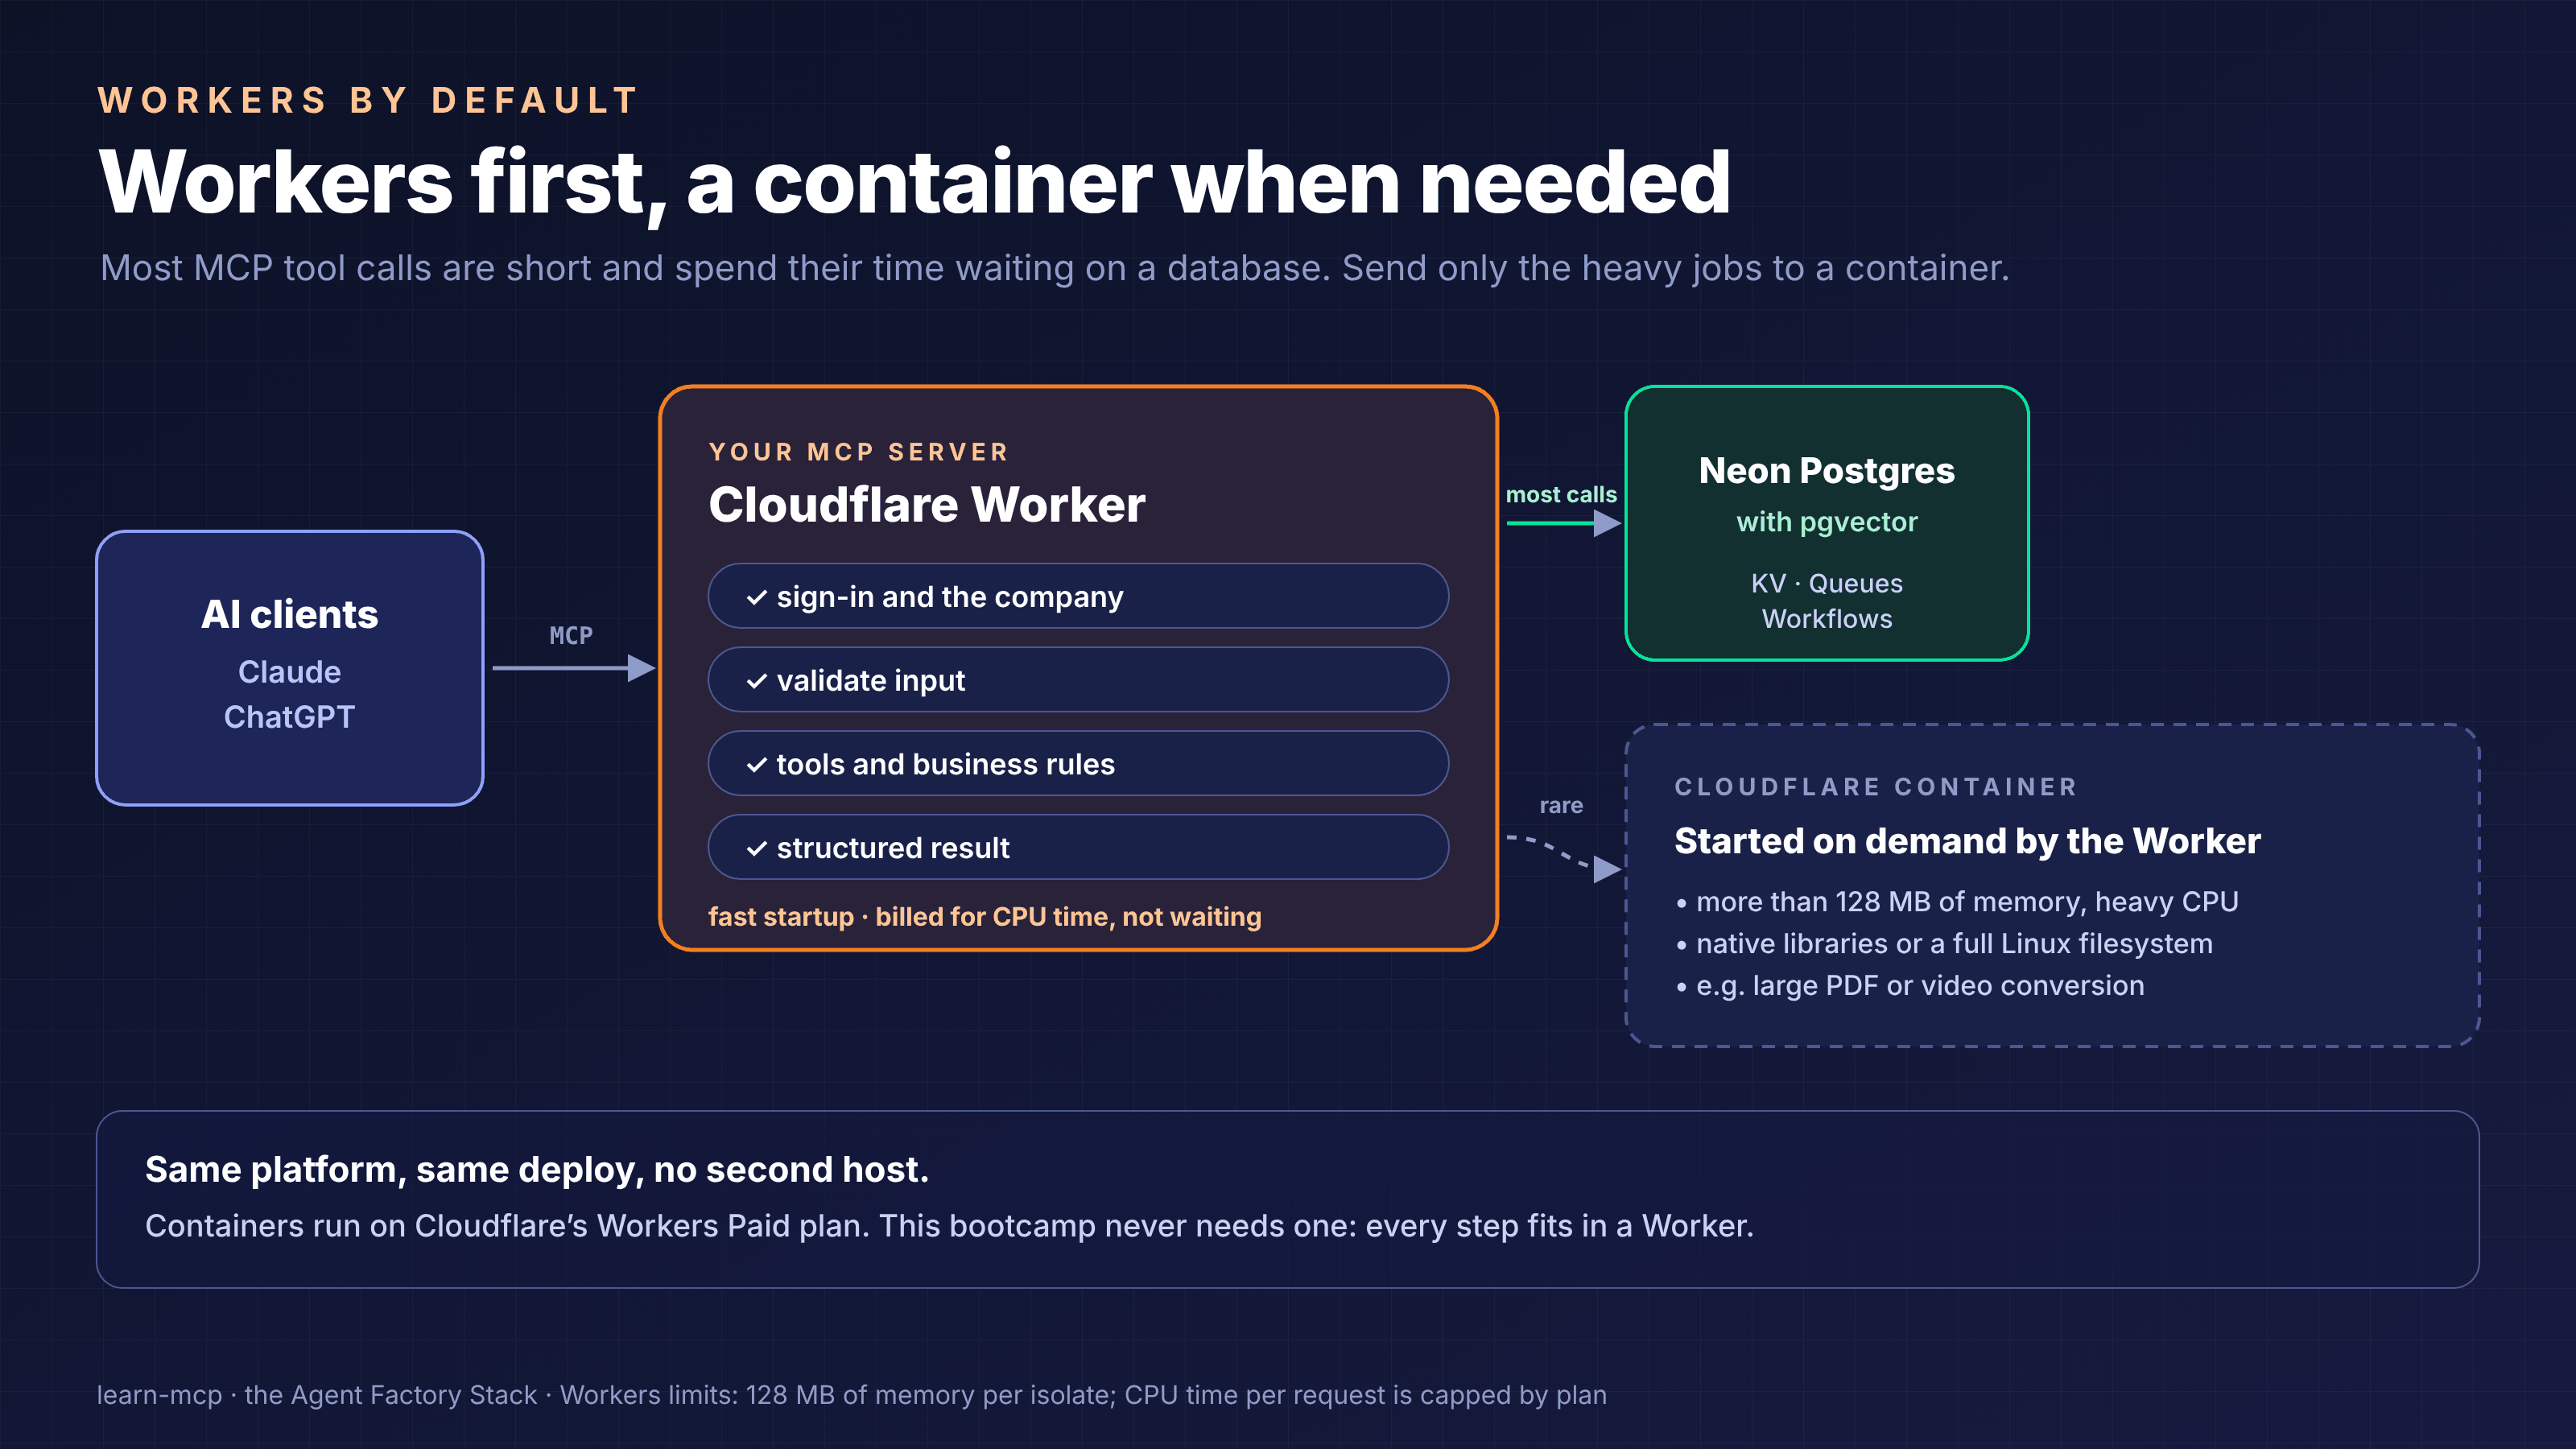 WORKERS BY DEFAULT
Workers first, a container when needed
Most MCP tool calls are short and spend their time waiting on a database. Send only the heavy jobs to a container.
AI clients
Claude
ChatGPT
MCP
YOUR MCP SERVER
Cloudflare Worker
✓ sign-in and the company
✓ validate input
✓ tools and business rules
✓ structured result
fast startup · billed for CPU time, not waiting
most calls
Neon Postgres
with pgvector
KV · Queues
Workflows
rare
CLOUDFLARE CONTAINER
Started on demand by the Worker
• more than 128 MB of memory, heavy CPU
• native libraries or a full Linux filesystem
• e.g. large PDF or video conversion
Same platform, same deploy, no second host.
Containers run on Cloudflare’s Workers Paid plan. This bootcamp never needs one: every step fits in a Worker.
learn-mcp · the Agent Factory Stack · Workers limits: 128 MB of memory per isolate; CPU time per request is capped by plan